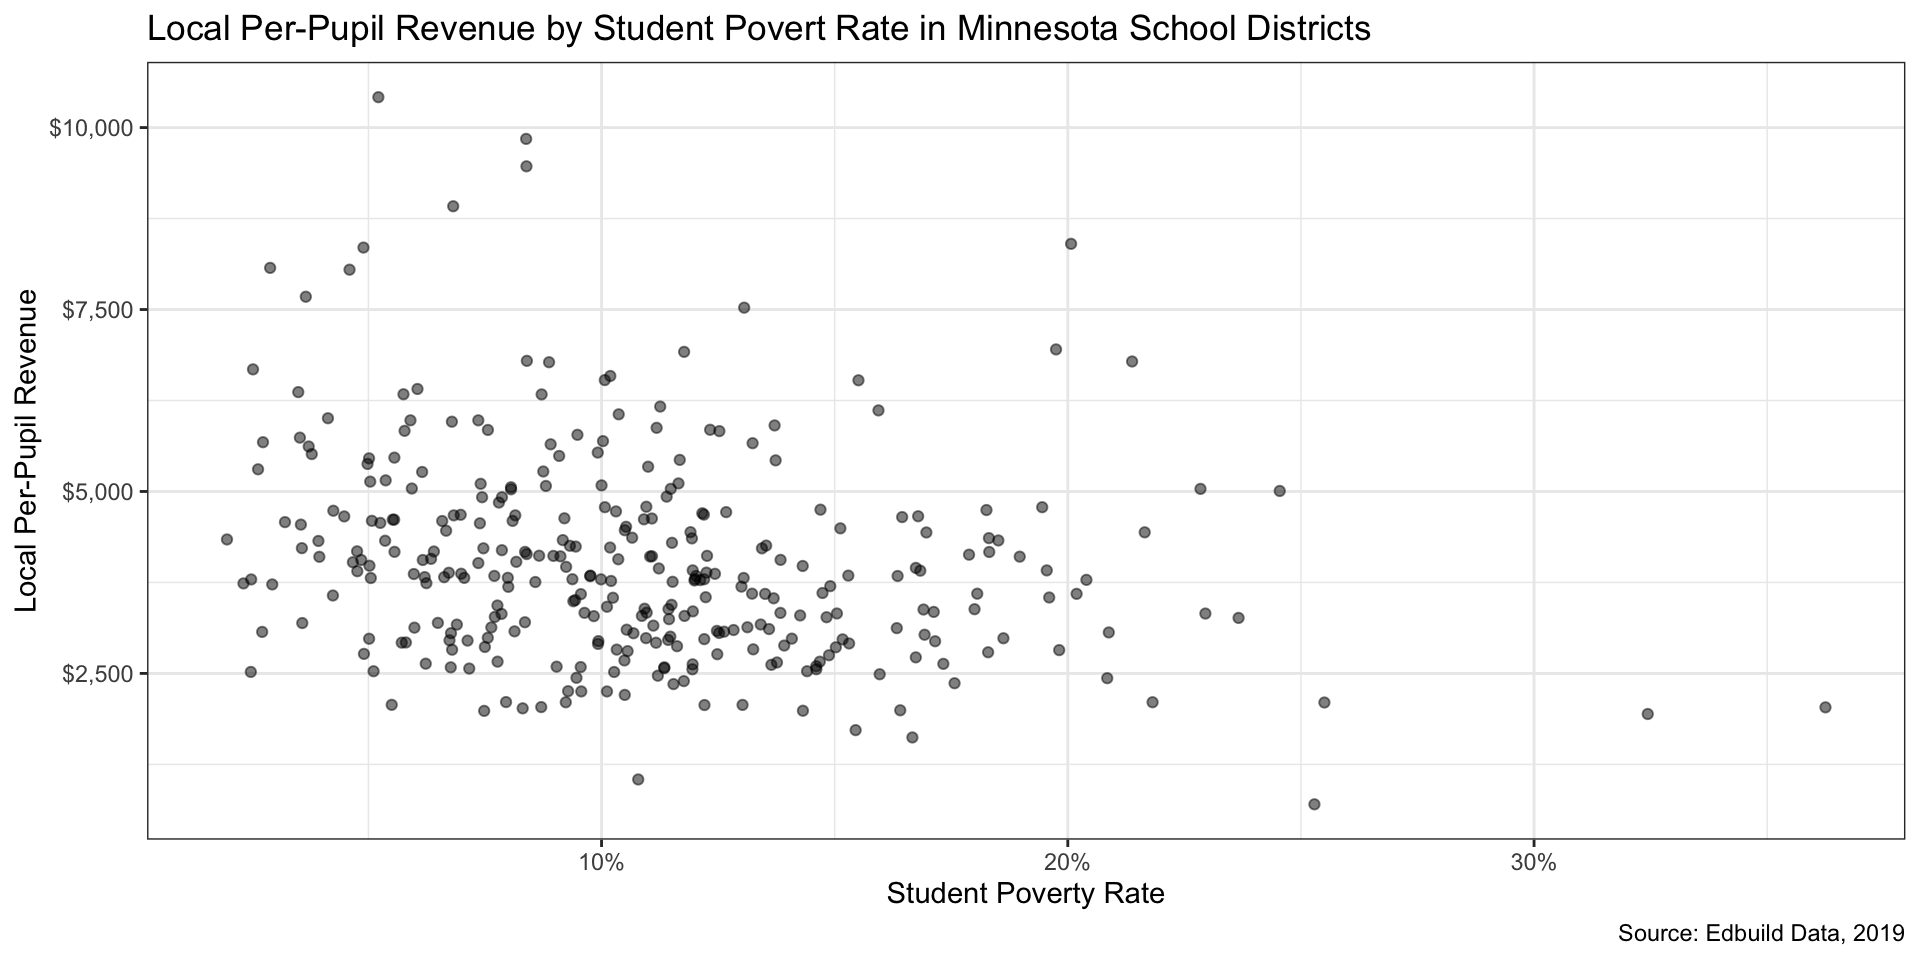 Local Per-Pupil Revenue by Student Povert Rate in Minnesota School Districts
Local Per-Pupil Revenue
$10,000
$7,500
$5,000
$2,500
10%
20%
30%
Student Poverty Rate
Source: Edbuild Data, 2019